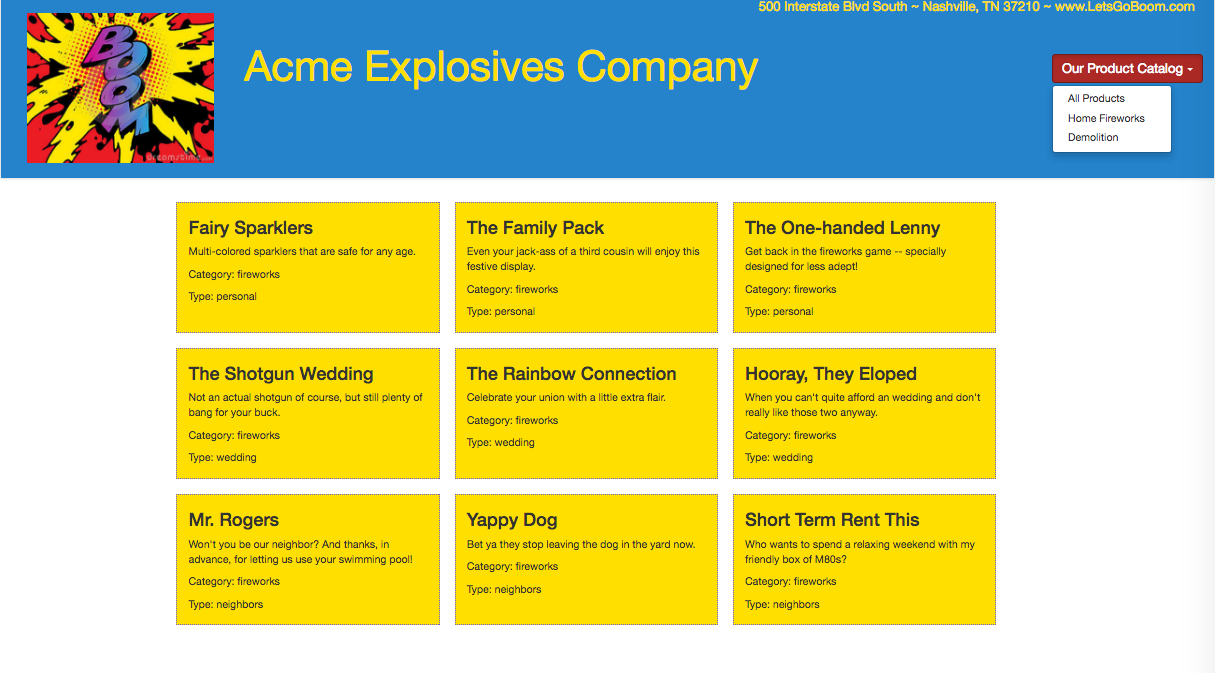 500 Interstate Blvd South ~ Nashville, TN 37210 ~ www.LetsGoBoom.com
BOOM
dreamstime
Acme Explosives Company
Our Product Catalog
All Products
Home Fireworks
Demolition
Fairy Sparklers
Multi-colored sparklers that are safe for any age.
Category: fireworks
Type: personal
The Family Pack
Even your jack-ass of a third cousin will enjoy this
festive display.
Category: fireworks
Type: personal
The One-handed Lenny
Get back in the fireworks game -- specially
designed for less adept!
Category: fireworks
Type: personal
The Shotgun Wedding
Not an actual shotgun of course, but still plenty of
bang for your buck.
Category: fireworks
Type: wedding
The Rainbow Connection
Celebrate your union with a little extra flair.
Category: fireworks
Type: wedding
Hooray, They Eloped
When you can't quite afford an wedding and don't
really like those two anyway.
Category: fireworks
Type: wedding
Mr. Rogers
Won't you be our neighbor? And thanks, in
advance, for letting us use your swimming pool!
Category: fireworks
Type: neighbors
Yappy Dog
Bet ya they stop leaving the dog in the yard now.
Category: fireworks
Type: neighbors
Short Term Rent This
Who wants to spend a relaxing weekend with my
friendly box of M80s?
Category: fireworks
Type: neighbors